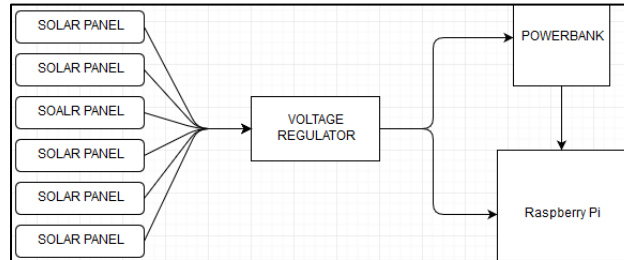 SOLAR PANEL
SOLAR PANEL
SOALR PANEL
SOLAR PANEL
SOLAR PANEL
SOLAR PANEL
VOLTAGE
REGULATOR
POWERBANK
Raspberry Pi